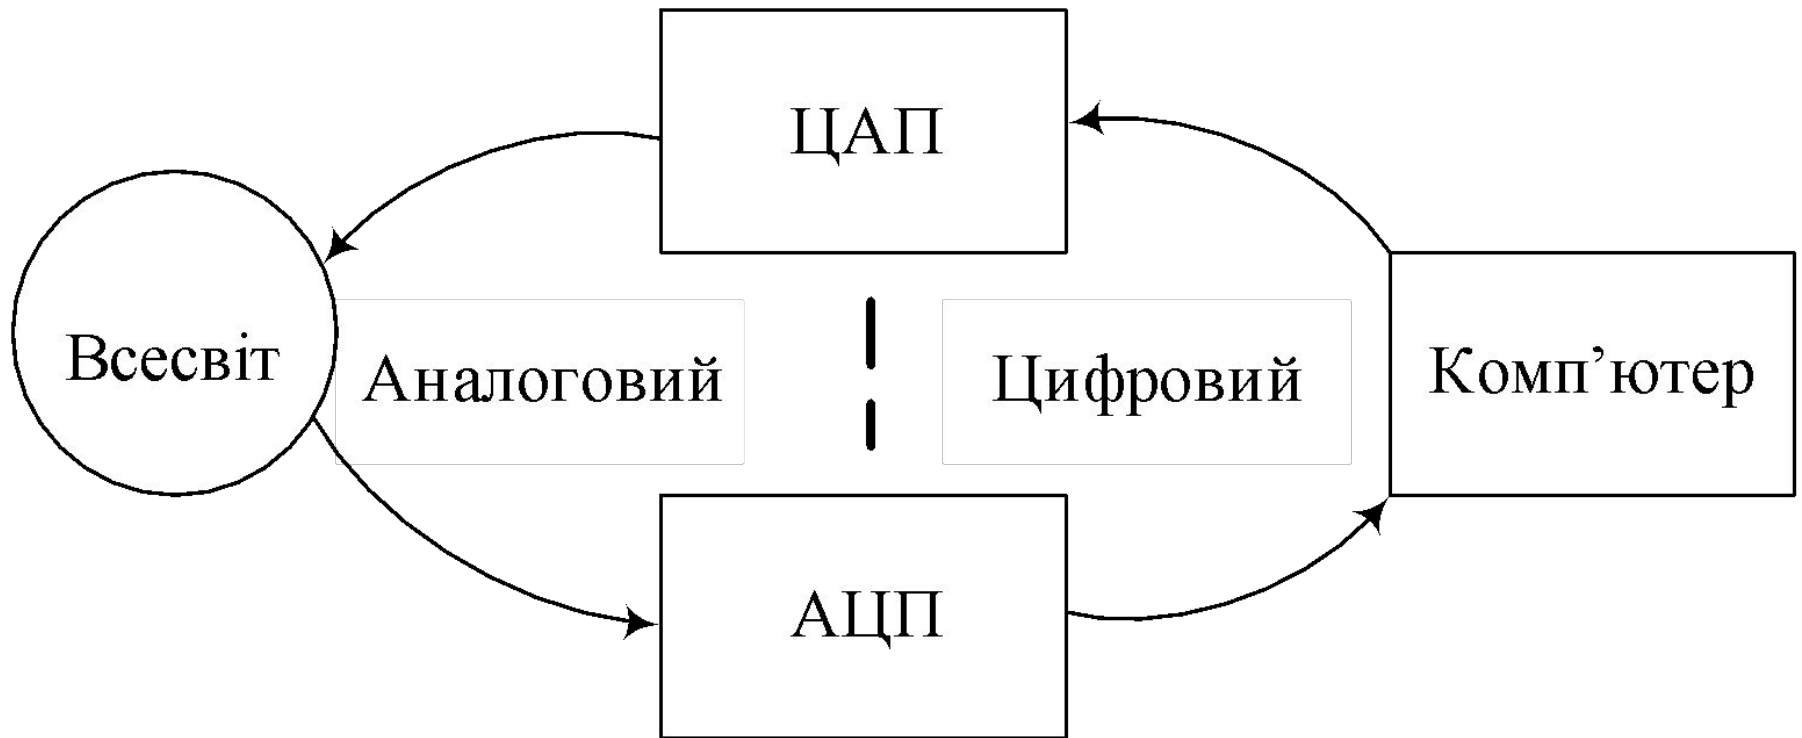 ЦАП
Всесвіт
Аналоговий
Цифровий
Комп’ютер
АЦП